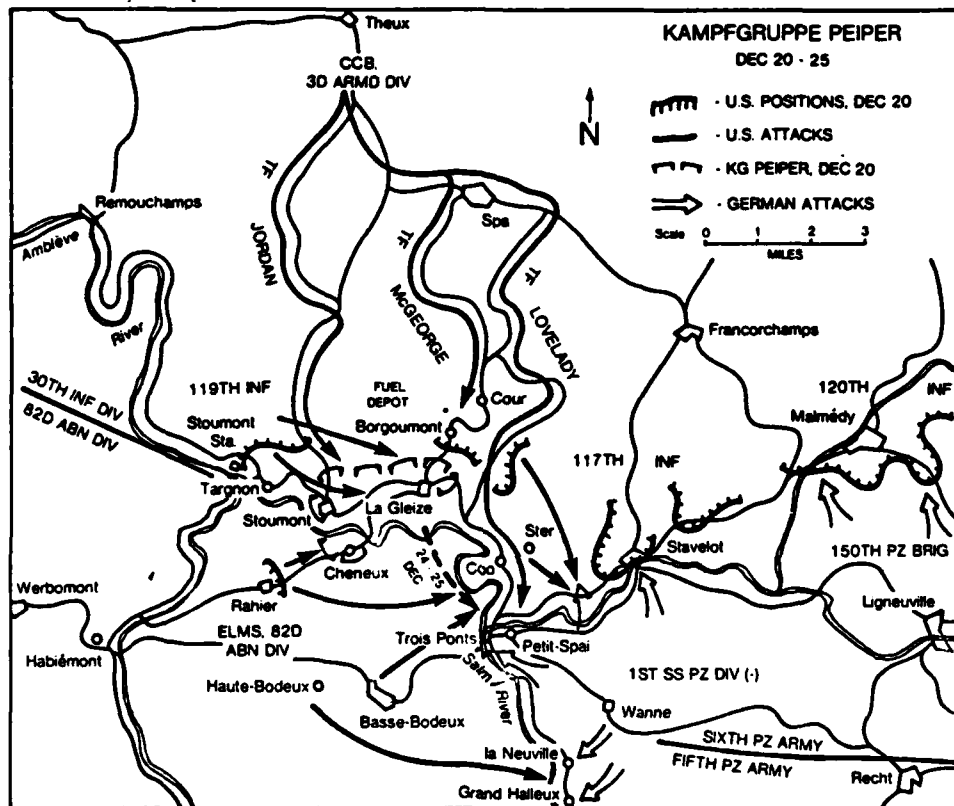 KAMPFGRUPPE PEIPER
DEC 20 - 25
- U.S. POSITIONS, DEC 20
- U.S. ATTACKS
- KG PEIPER, DEC 20
- GERMAN ATTACKS
Scale 0 1 2 3
MILES
N
Theux
CCB,
3D ARMD DIV
Remouchamps
Amblève
River
TF
JORDAN
TF
McGEORGE
TF
LOVELADY
Spa
Francorchamps
30TH INF DIV
82D ABN DIV
119TH INF
FUEL
DEPOT
Cour
Borgoumont
Stoumont
Sta.
Targnon
Stoumont
La Gleize
120TH
INF
Malmédy
117TH
INF
Ster
Stavelot
150TH PZ BRIG
Cheneux
24 - 25
DEC
Coo
Werbomont
Rahier
Ligneuville
Habiémont
ELMS, 82D
ABN DIV
Trois Ponts
Petit-Spai
Salm / River
1ST SS PZ DIV (-)
Haute-Bodeux
Basse-Bodeux
Wanne
SIXTH PZ ARMY
FIFTH PZ ARMY
la Neuville
Recht
Grand Halleux